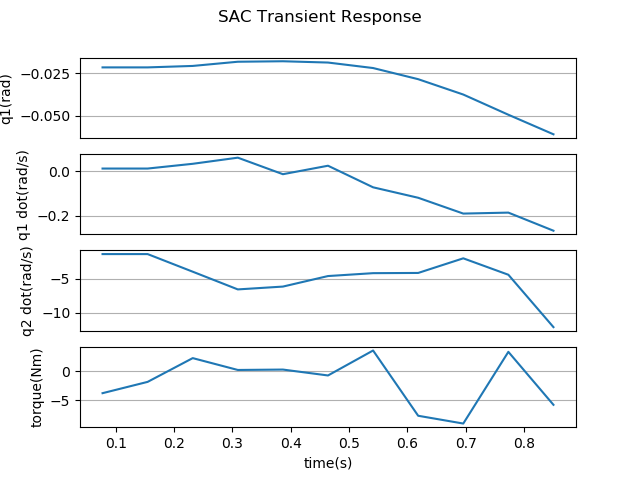 SAC Transient Response
q1(rad)
−0.025
−0.050
q1 dot(rad/s)
0.0
−0.2
q2 dot(rad/s)
−5
−10
torque(Nm)
0
−5
0.1 0.2 0.3 0.4 0.5 0.6 0.7 0.8
time(s)